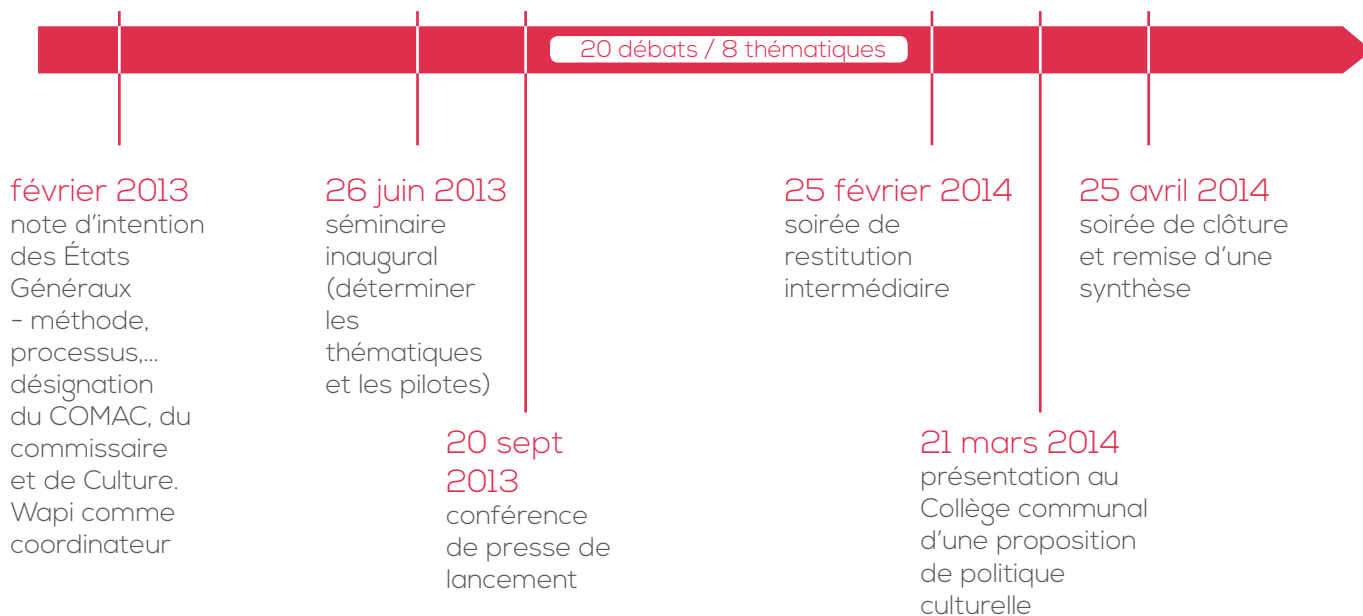 20 débats / 8 thématiques
février 2013
note d'intention
des États
Généraux
- méthode,
processus,...
désignation
du COMAC, du
commissaire
et de Culture.
Wapi comme
coordinateur
26 juin 2013
séminaire
inaugural
(déterminer
les
thématiques
et les pilotes)
20 sept
2013
conférence
de presse de
lancement
25 février 2014
soirée de
restitution
intermédiaire
21 mars 2014
présentation au
Collège communal
d'une proposition
de politique
culturelle
25 avril 2014
soirée de clôture
et remise d'une
synthèse